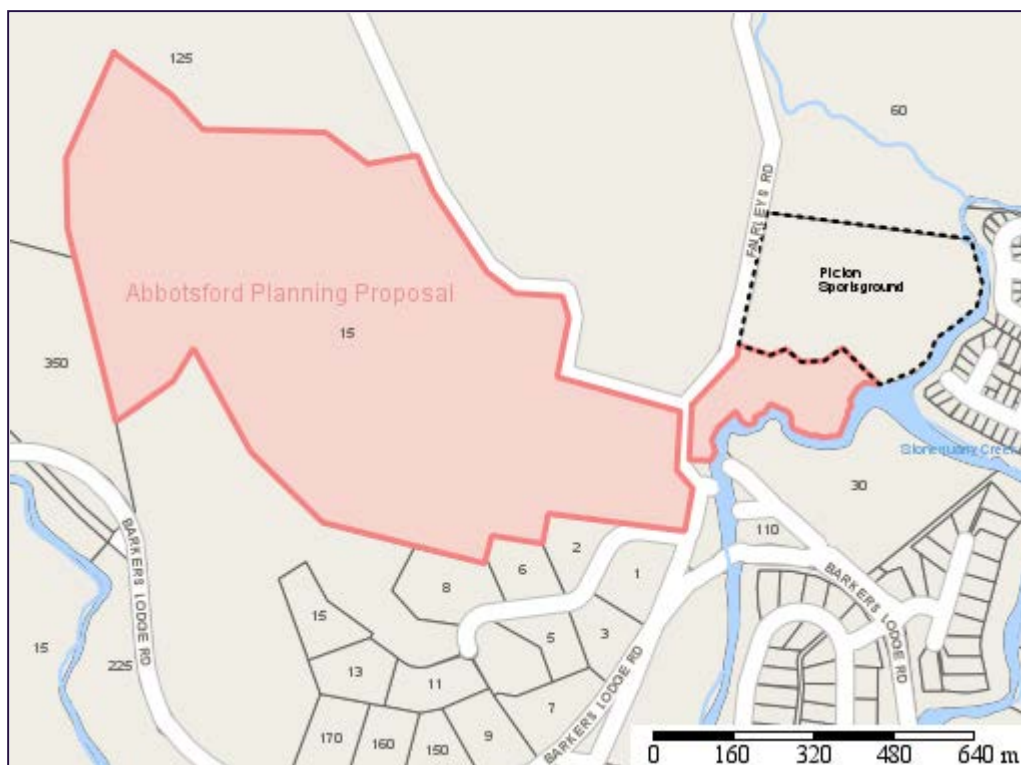 125
60
FAIRLEYS RD
Picton
Sportsground
Abbotsford Planning Proposal
15
350
Stonequarry Creek
30
110
BARKERS LODGE RD
2
6
8
1
BARKERS LODGE RD
15
5
3
15
225
13
11
7
BARKERS LODGE RD
9
170
160
150
0 160 320 480 640 m